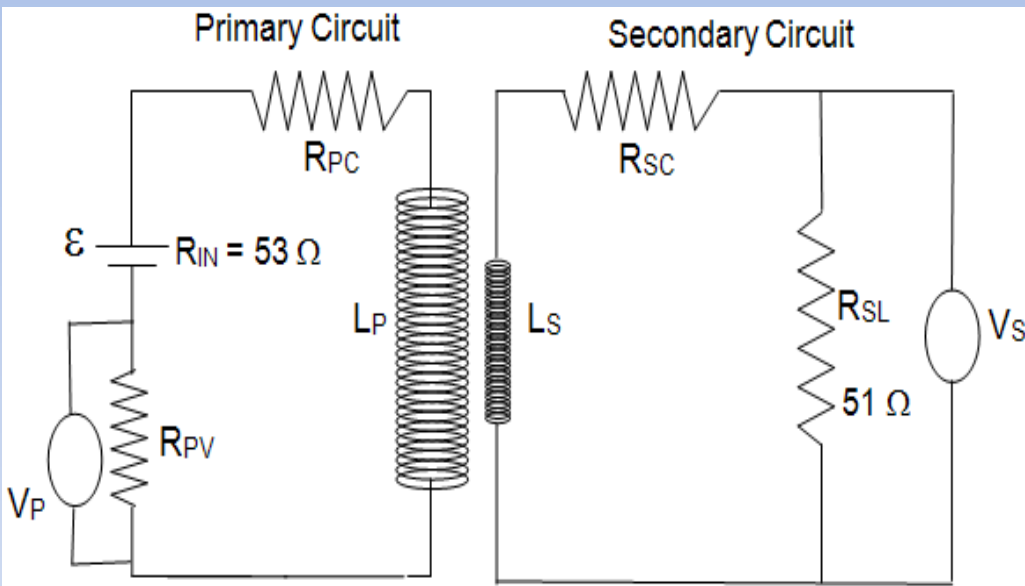 Primary Circuit
Secondary Circuit
RPC
RSC
ε
RIN = 53 Ω
LP
LS
RSL
VS
51 Ω
RPV
VP